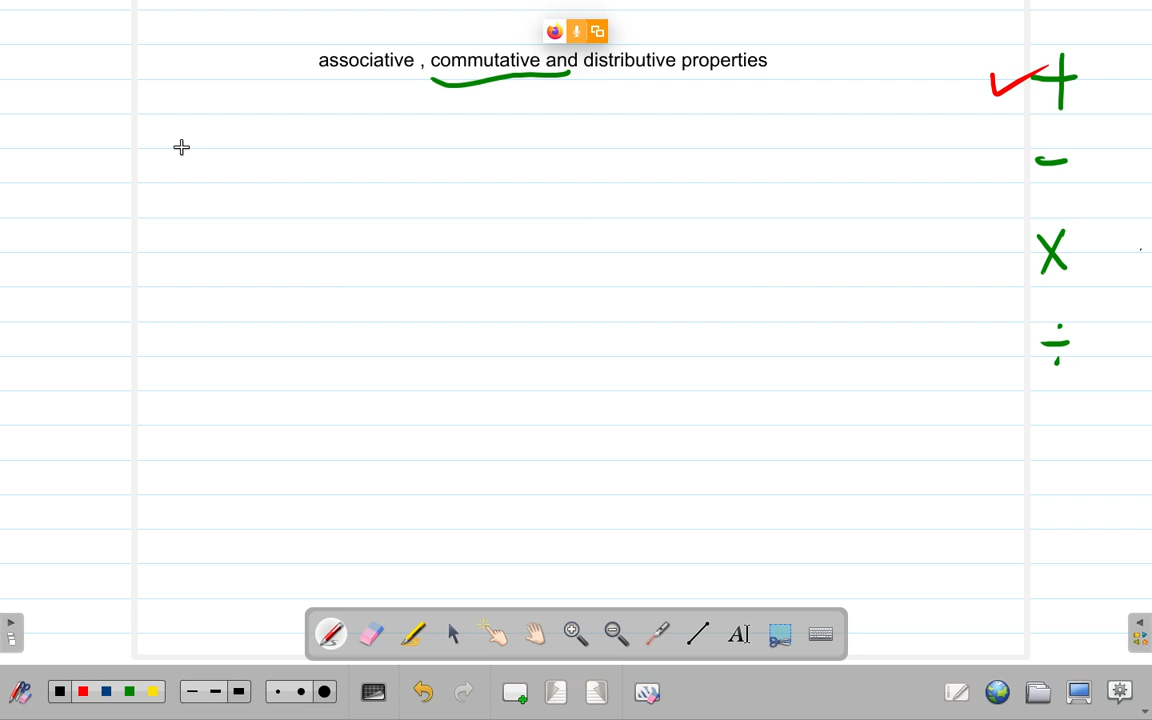 associative , commutative and distributive properties
+
-
x
÷